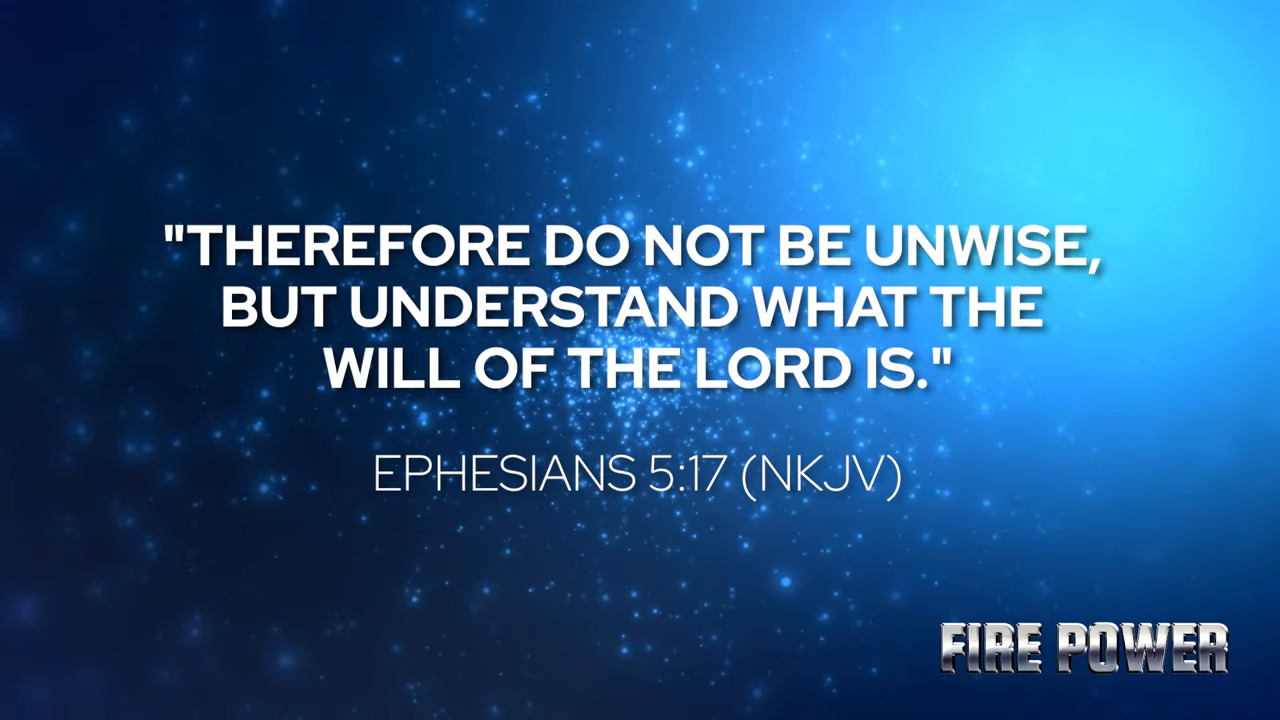 "THEREFORE DO NOT BE UNWISE,
BUT UNDERSTAND WHAT THE
WILL OF THE LORD IS."
EPHESIANS 5:17 (NKJV)
FIRE POWER